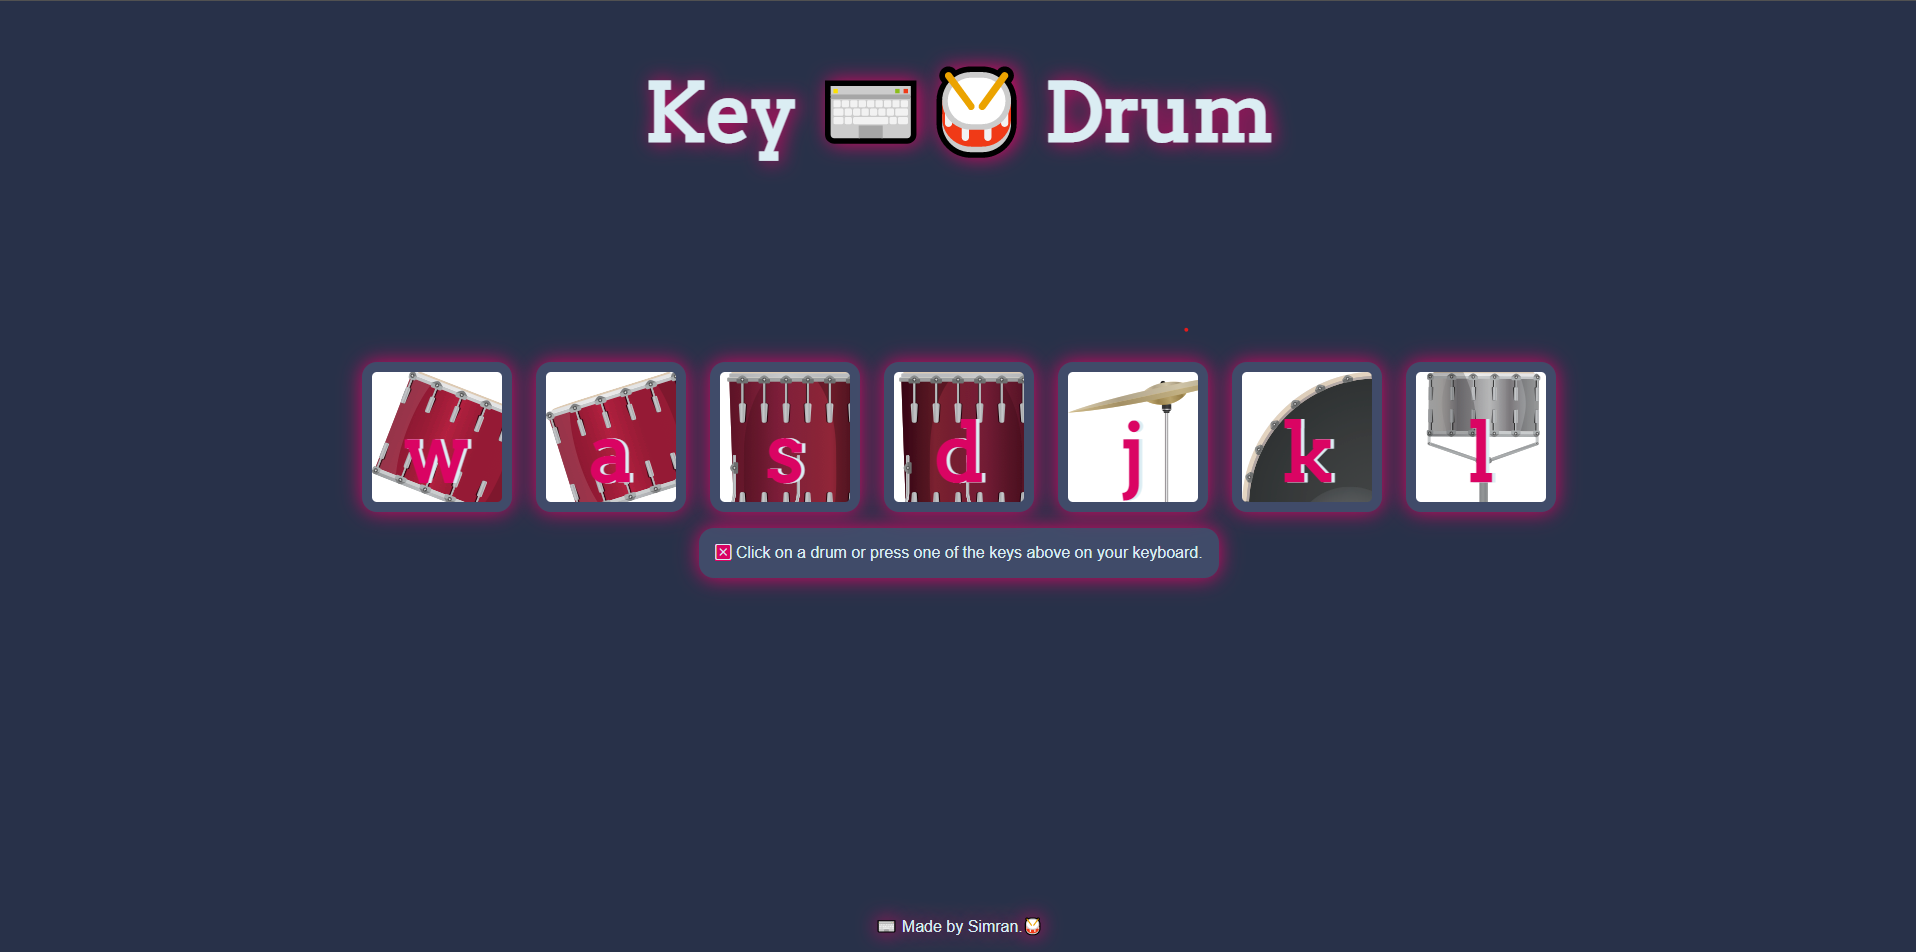 Key ⌨️🥁 Drum
w a s d j k l
Click on a drum or press one of the keys above on your keyboard.
Made by Simran.